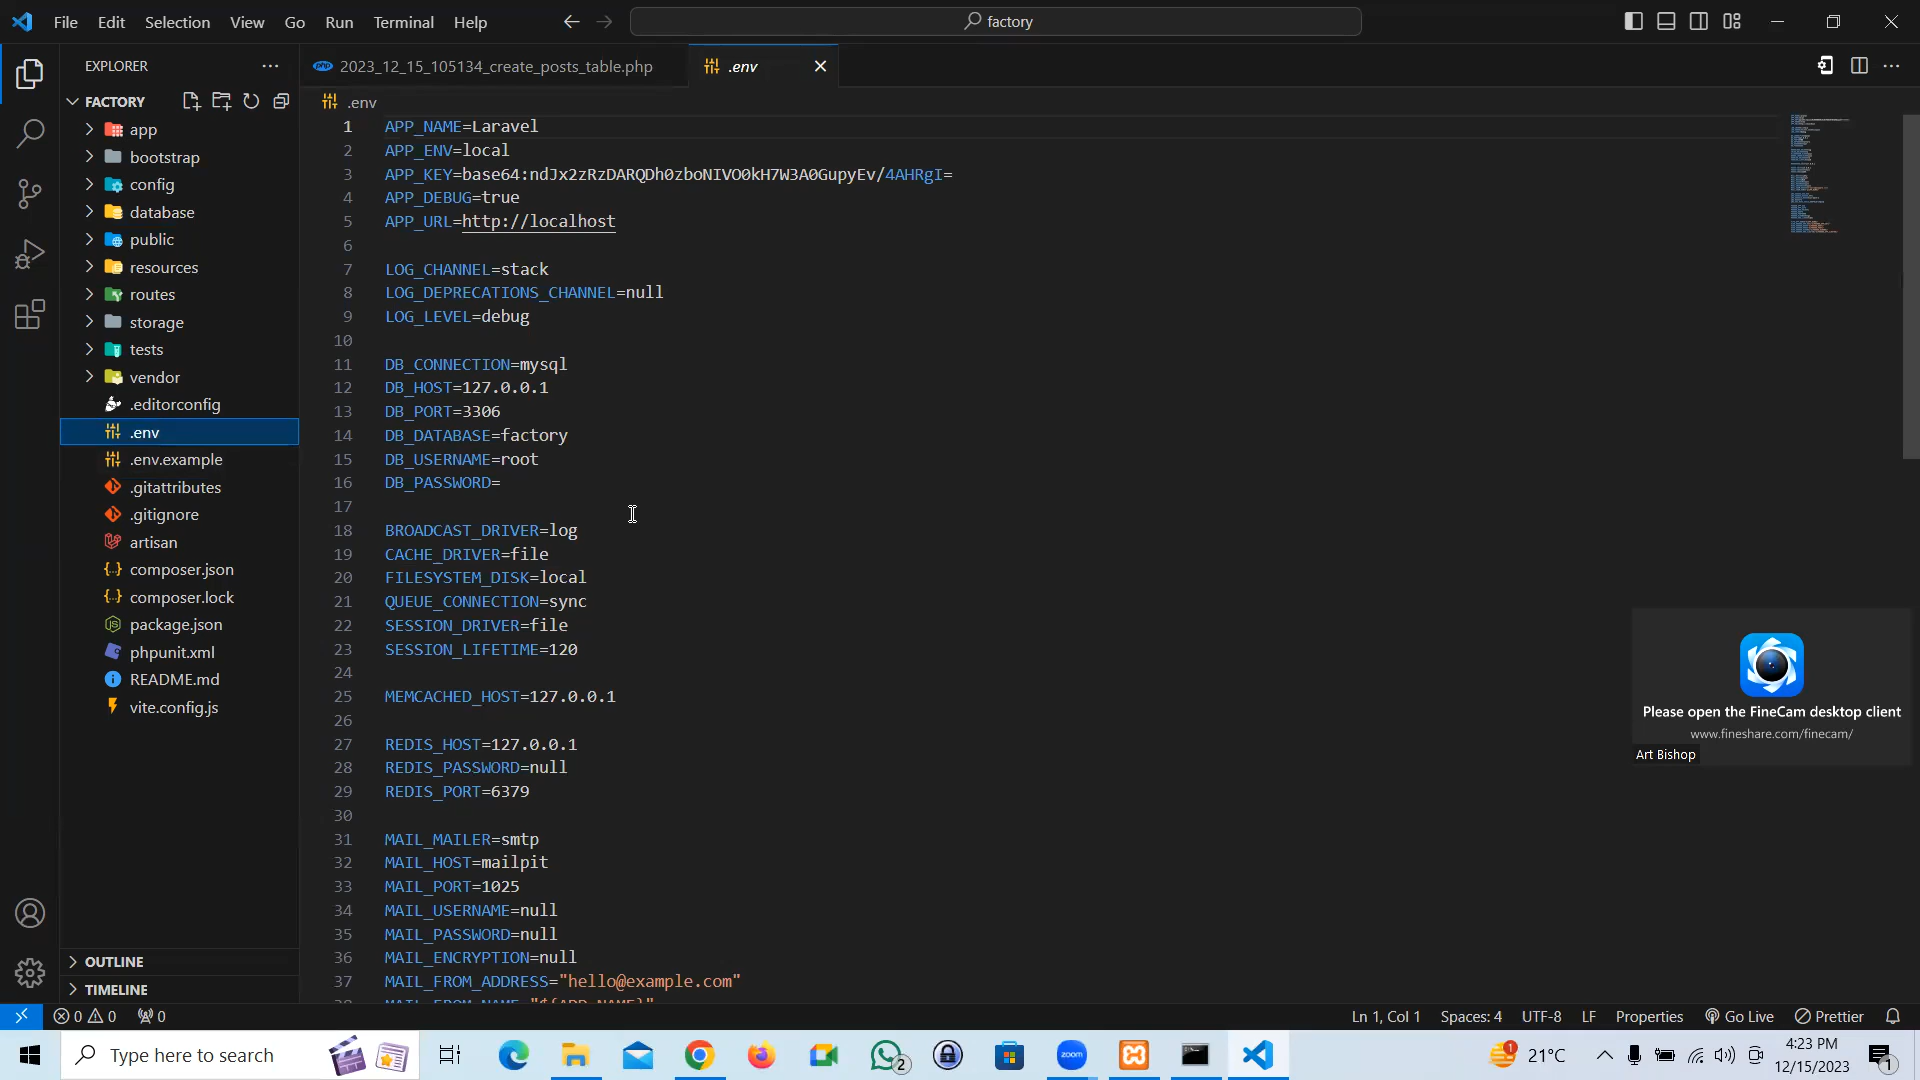 File Edit Selection View Go Run Terminal Help
factory
EXPLORER
FACTORY
app
bootstrap
config
database
public
resources
routes
storage
tests
vendor
.editorconfig
.env
.env.example
.gitattributes
.gitignore
artisan
composer.json
composer.lock
package.json
phpunit.xml
README.md
vite.config.js
OUTLINE
TIMELINE
2023_12_15_105134_create_posts_table.php
.env
.env
1 APP_NAME=Laravel
2 APP_ENV=local
3 APP_KEY=base64:ndJx2zRzDARQDh0zboNIVO0kH7W3A0GupyEv/4AHRgI=
4 APP_DEBUG=true
5 APP_URL=http://localhost
6
7 LOG_CHANNEL=stack
8 LOG_DEPRECATIONS_CHANNEL=null
9 LOG_LEVEL=debug
10
11 DB_CONNECTION=mysql
12 DB_HOST=127.0.0.1
13 DB_PORT=3306
14 DB_DATABASE=factory
15 DB_USERNAME=root
16 DB_PASSWORD=
17
18 BROADCAST_DRIVER=log
19 CACHE_DRIVER=file
20 FILESYSTEM_DISK=local
21 QUEUE_CONNECTION=sync
22 SESSION_DRIVER=file
23 SESSION_LIFETIME=120
24
25 MEMCACHED_HOST=127.0.0.1
26
27 REDIS_HOST=127.0.0.1
28 REDIS_PASSWORD=null
29 REDIS_PORT=6379
30
31 MAIL_MAILER=smtp
32 MAIL_HOST=mailpit
33 MAIL_PORT=1025
34 MAIL_USERNAME=null
35 MAIL_PASSWORD=null
36 MAIL_ENCRYPTION=null
37 MAIL_FROM_ADDRESS="hello@example.com"
38 MAIL_FROM_NAME="${APP_NAME}"
Please open the FineCam desktop client
www.fineshare.com/finecam/
Art Bishop
0 0 0
Ln 1, Col 1 Spaces: 4 UTF-8 LF Properties Go Live Prettier
Type here to search
2
zoom
1
21°C
4:23 PM
12/15/2023
1